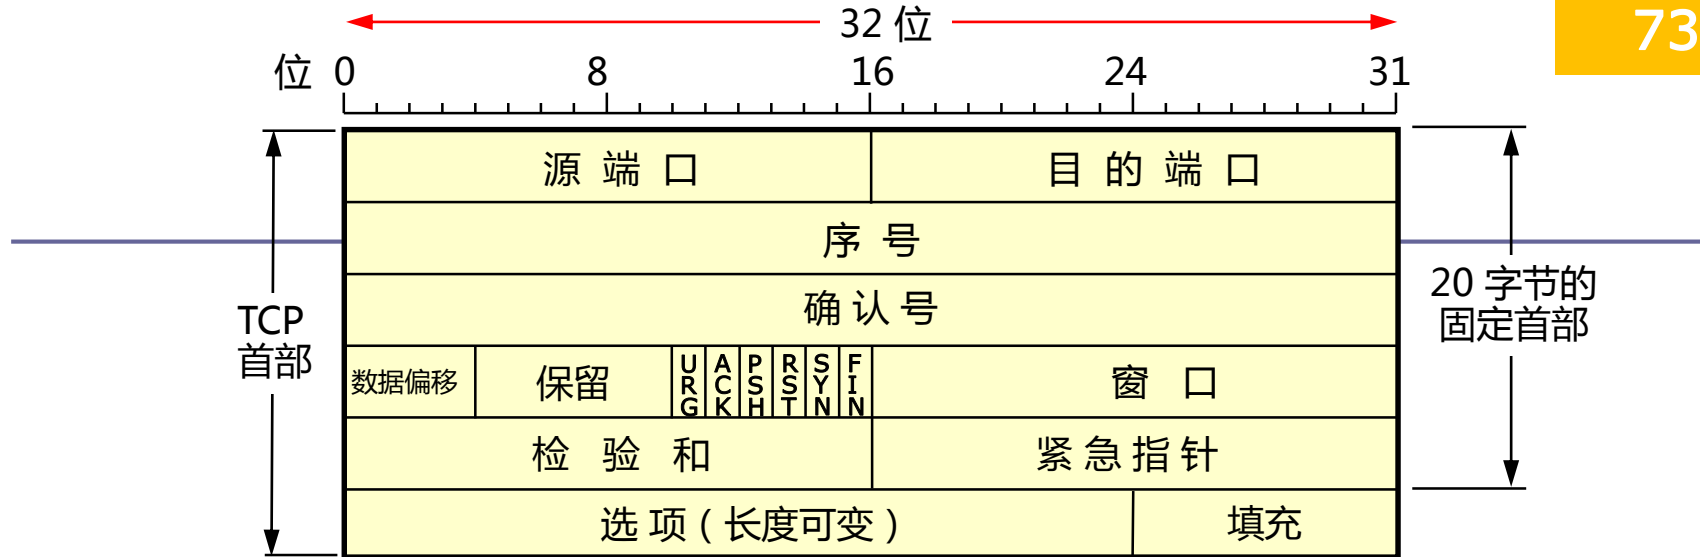 32 位
73
位 0 8 16 24 31
源 端 口 目 的 端 口
序 号
确 认 号
TCP
首部
20 字节的
固定首部
数据偏移 保留 URG ACK PSH RST SYN FIN 窗 口
检 验 和 紧 急 指 针
选 项 ( 长度可变 ) 填充